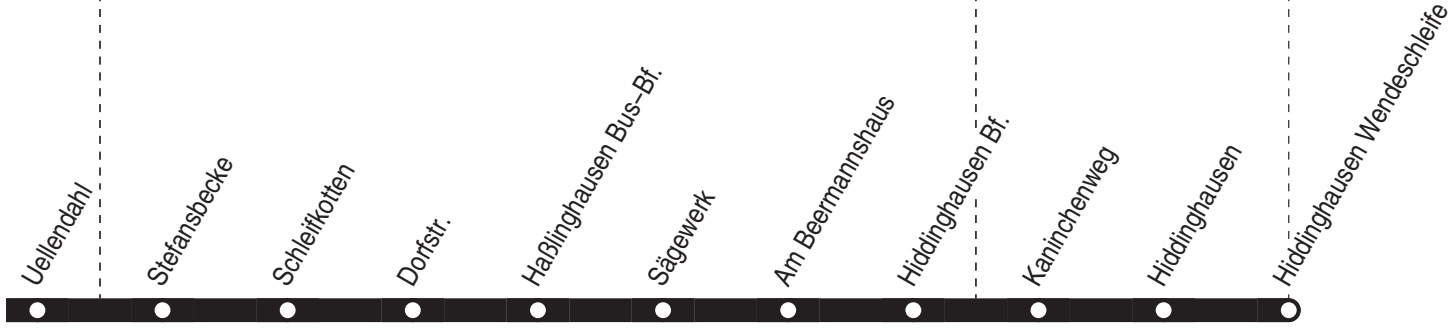 Uellendahl
Stefansbecke
Schleifkotten
Dorfstr.
Haßlinghausen Bus–Bf.
Sägewerk
Am Beermannshaus
Hiddinghausen Bf.
Kaninchenweg
Hiddinghausen
Hiddinghausen Wendeschleife